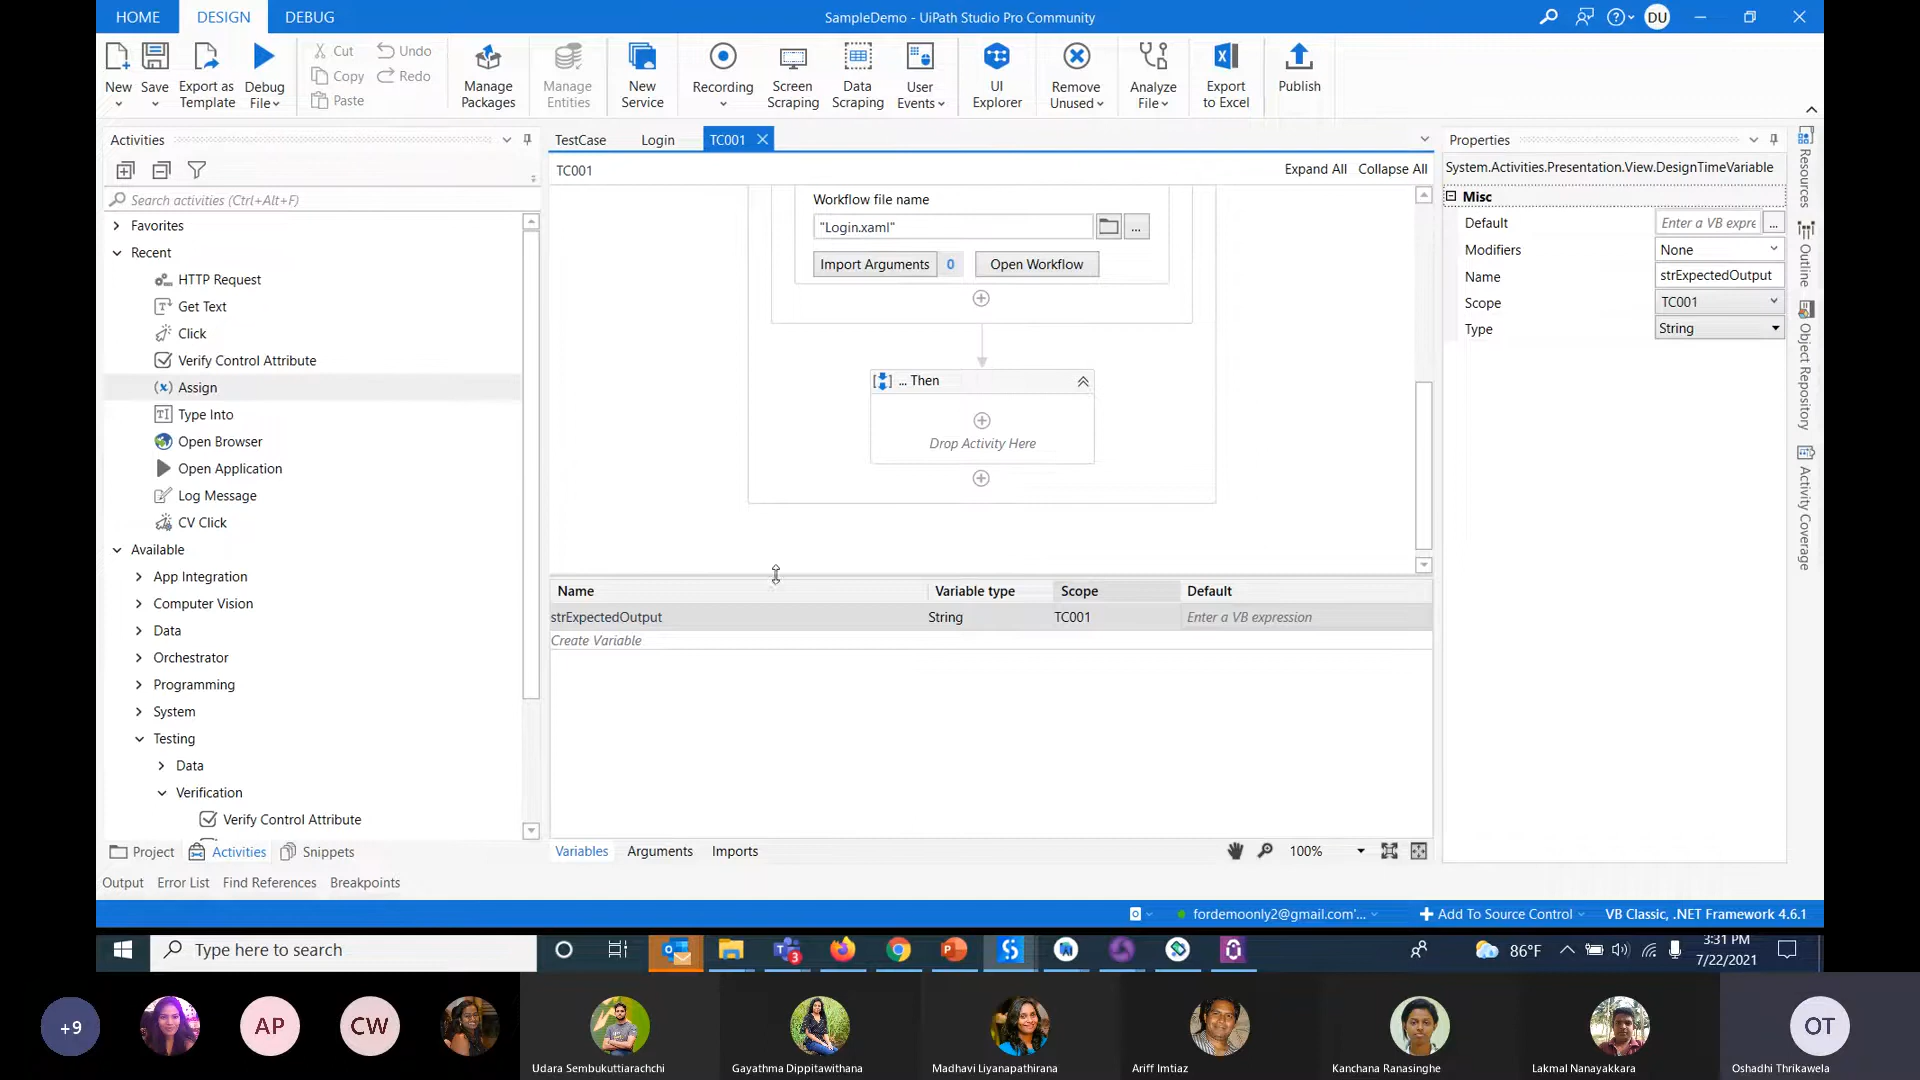 HOME
DESIGN
DEBUG
SampleDemo - UiPath Studio Pro Community
DU
New
Save
Export as Template
Debug File
Cut
Copy
Paste
Undo
Redo
Manage Packages
Manage Entities
New Service
Recording
Screen Scraping
Data Scraping
User Events
UI Explorer
Remove Unused
Analyze File
Export to Excel
Publish
Activities
Search activities (Ctrl+Alt+F)
Favorites
Recent
HTTP Request
Get Text
Click
Verify Control Attribute
Assign
Type Into
Open Browser
Open Application
Log Message
CV Click
Available
App Integration
Computer Vision
Data
Orchestrator
Programming
System
Testing
Data
Verification
Verify Control Attribute
Project
Activities
Snippets
TestCase
Login
TC001
TC001
Expand All
Collapse All
Workflow file name
"Login.xaml"
...
Import Arguments
0
Open Workflow
... Then
Drop Activity Here
Name
Variable type
Scope
Default
strExpectedOutput
String
TC001
Enter a VB expression
Create Variable
Variables
Arguments
Imports
100%
Properties
System.Activities.Presentation.View.DesignTimeVariable
Misc
Default
Enter a VB expre
...
Modifiers
None
Name
strExpectedOutput
Scope
TC001
Type
String
Resources
Outline
Object Repository
Activity Coverage
Output
Error List
Find References
Breakpoints
fordemoonly2@gmail.com'...
Add To Source Control
VB Classic, .NET Framework 4.6.1
Type here to search
3
86°F
3:31 PM
7/22/2021
+9
AP
CW
OT
Udara Sembukuttiarachchi
Gayathma Dippitawithana
Madhavi Liyanapathirana
Ariff Imtiaz
Kanchana Ranasinghe
Lakmal Nanayakkara
Oshadhi Thrikawela